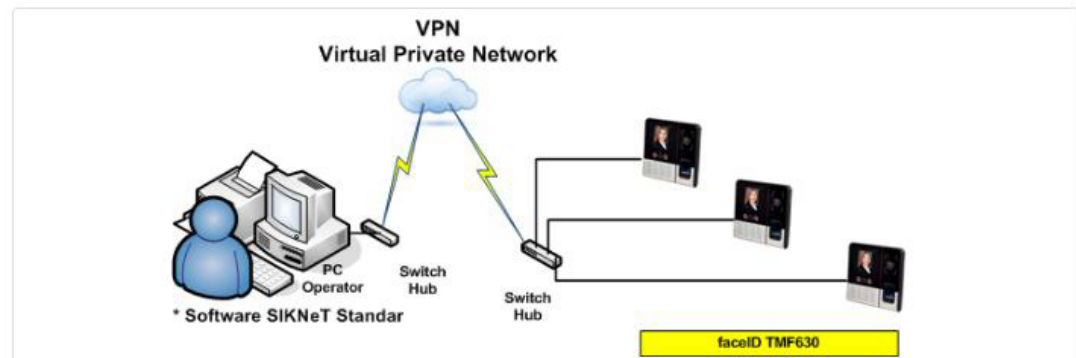 VPN
Virtual Private Network
PC
Operator
Switch
Hub
* Software SIKNeT Standar
Switch
Hub
faceID TMF630